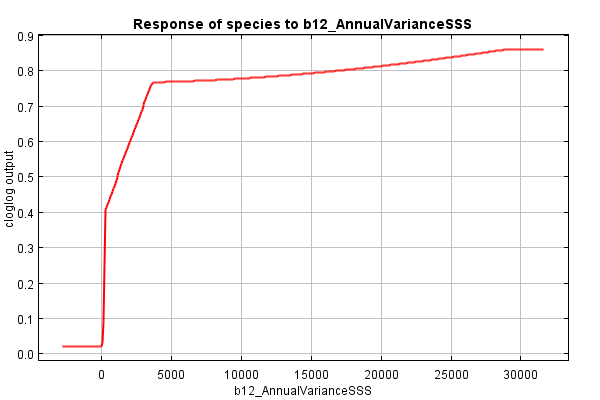 Response of species to b12_AnnualVarianceSSS
cloglog output
0.9
0.8
0.7
0.6
0.5
0.4
0.3
0.2
0.1
0.0
0 5000 10000 15000 20000 25000 30000
b12_AnnualVarianceSSS